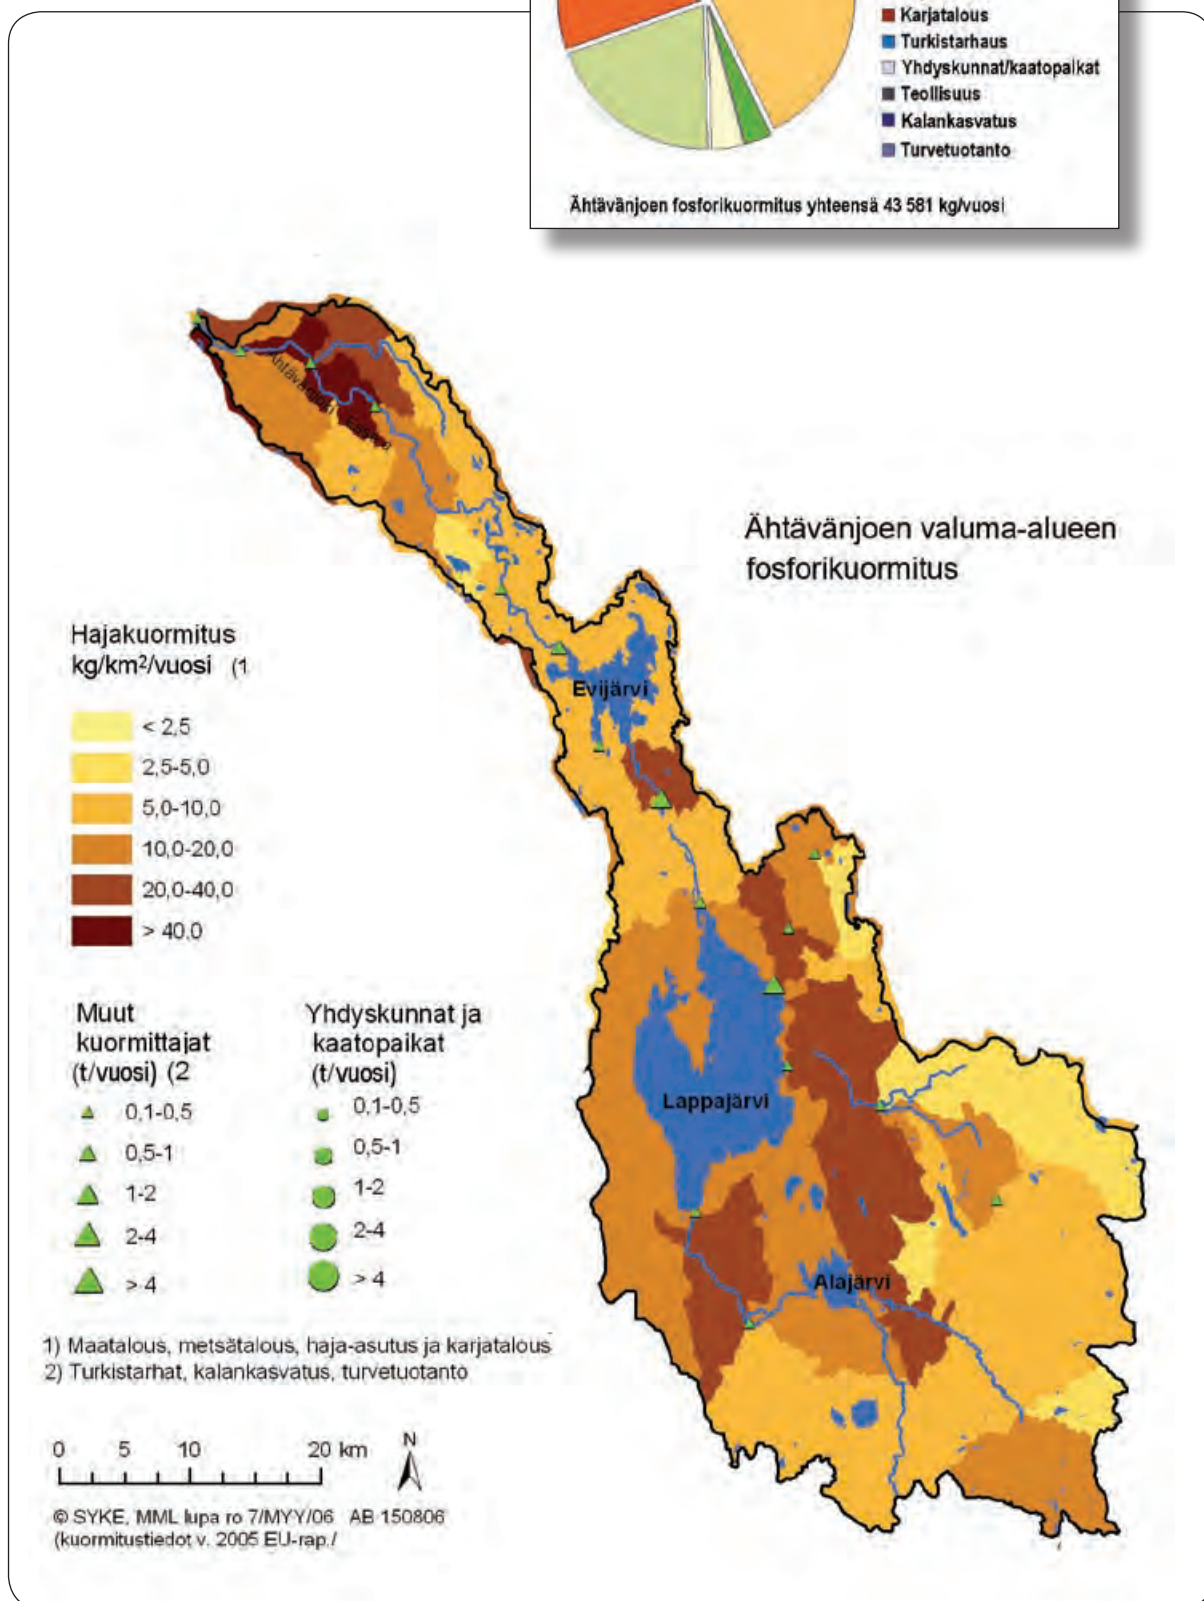 Karjatalous
Turkistarhaus
Yhdyskunnat/kaatopaikat
Teollisuus
Kalankasvatus
Turvetuotanto
Ähtävänjoen fosforikuormitus yhteensä 43 581 kg/vuosi
Ähtävänjoen valuma-alueen
fosforikuormitus
Hajakuormitus
kg/km²/vuosi (1
< 2,5
2,5-5,0
5,0-10,0
10,0-20,0
20,0-40,0
> 40,0
Evijärvi
Lappajärvi
Alajärvi
Muut
kuormittajat
(t/vuosi) (2
0,1-0,5
0,5-1
1-2
2-4
> 4
Yhdyskunnat ja
kaatopaikat
(t/vuosi)
0,1-0,5
0,5-1
1-2
2-4
> 4
1) Maatalous, metsätalous, haja-asutus ja karjatalous
2) Turkistarhat, kalankasvatus, turvetuotanto
0 5 10 20 km
N
© SYKE, MML lupa ro 7/MYY/06 AB 150806
(kuormitustiedot v. 2005 EU-rap./